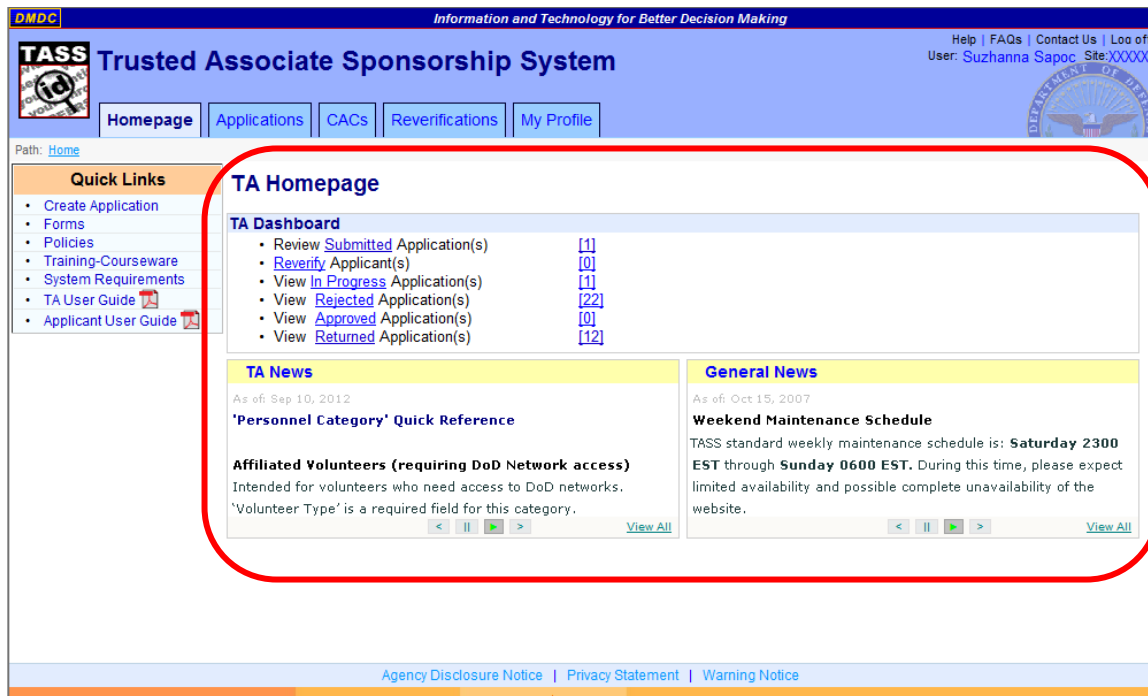 DMDC
Information and Technology for Better Decision Making
Help | FAQs | Contact Us | Log of
User: Suzhanna Sapoc Site:XXXXX
TASS
id
Trusted Associate Sponsorship System
DEPARTMENT OF DEFE
Homepage Applications CACs Reverifications My Profile
Path: Home
Quick Links
• Create Application
• Forms
• Policies
• Training-Courseware
• System Requirements
• TA User Guide
• Applicant User Guide
TA Homepage
TA Dashboard
• Review Submitted Application(s) [1]
• Reverify Applicant(s) [0]
• View In Progress Application(s) [1]
• View Rejected Application(s) [22]
• View Approved Application(s) [0]
• View Returned Application(s) [12]
TA News
As of: Sep 10, 2012
'Personnel Category' Quick Reference
Affiliated Volunteers (requiring DoD Network access)
Intended for volunteers who need access to DoD networks.
'Volunteer Type' is a required field for this category.
< || ► > View All
General News
As of: Oct 15, 2007
Weekend Maintenance Schedule
TASS standard weekly maintenance schedule is: Saturday 2300
EST through Sunday 0600 EST. During this time, please expect
limited availability and possible complete unavailability of the
website.
< || ► > View All
Agency Disclosure Notice | Privacy Statement | Warning Notice